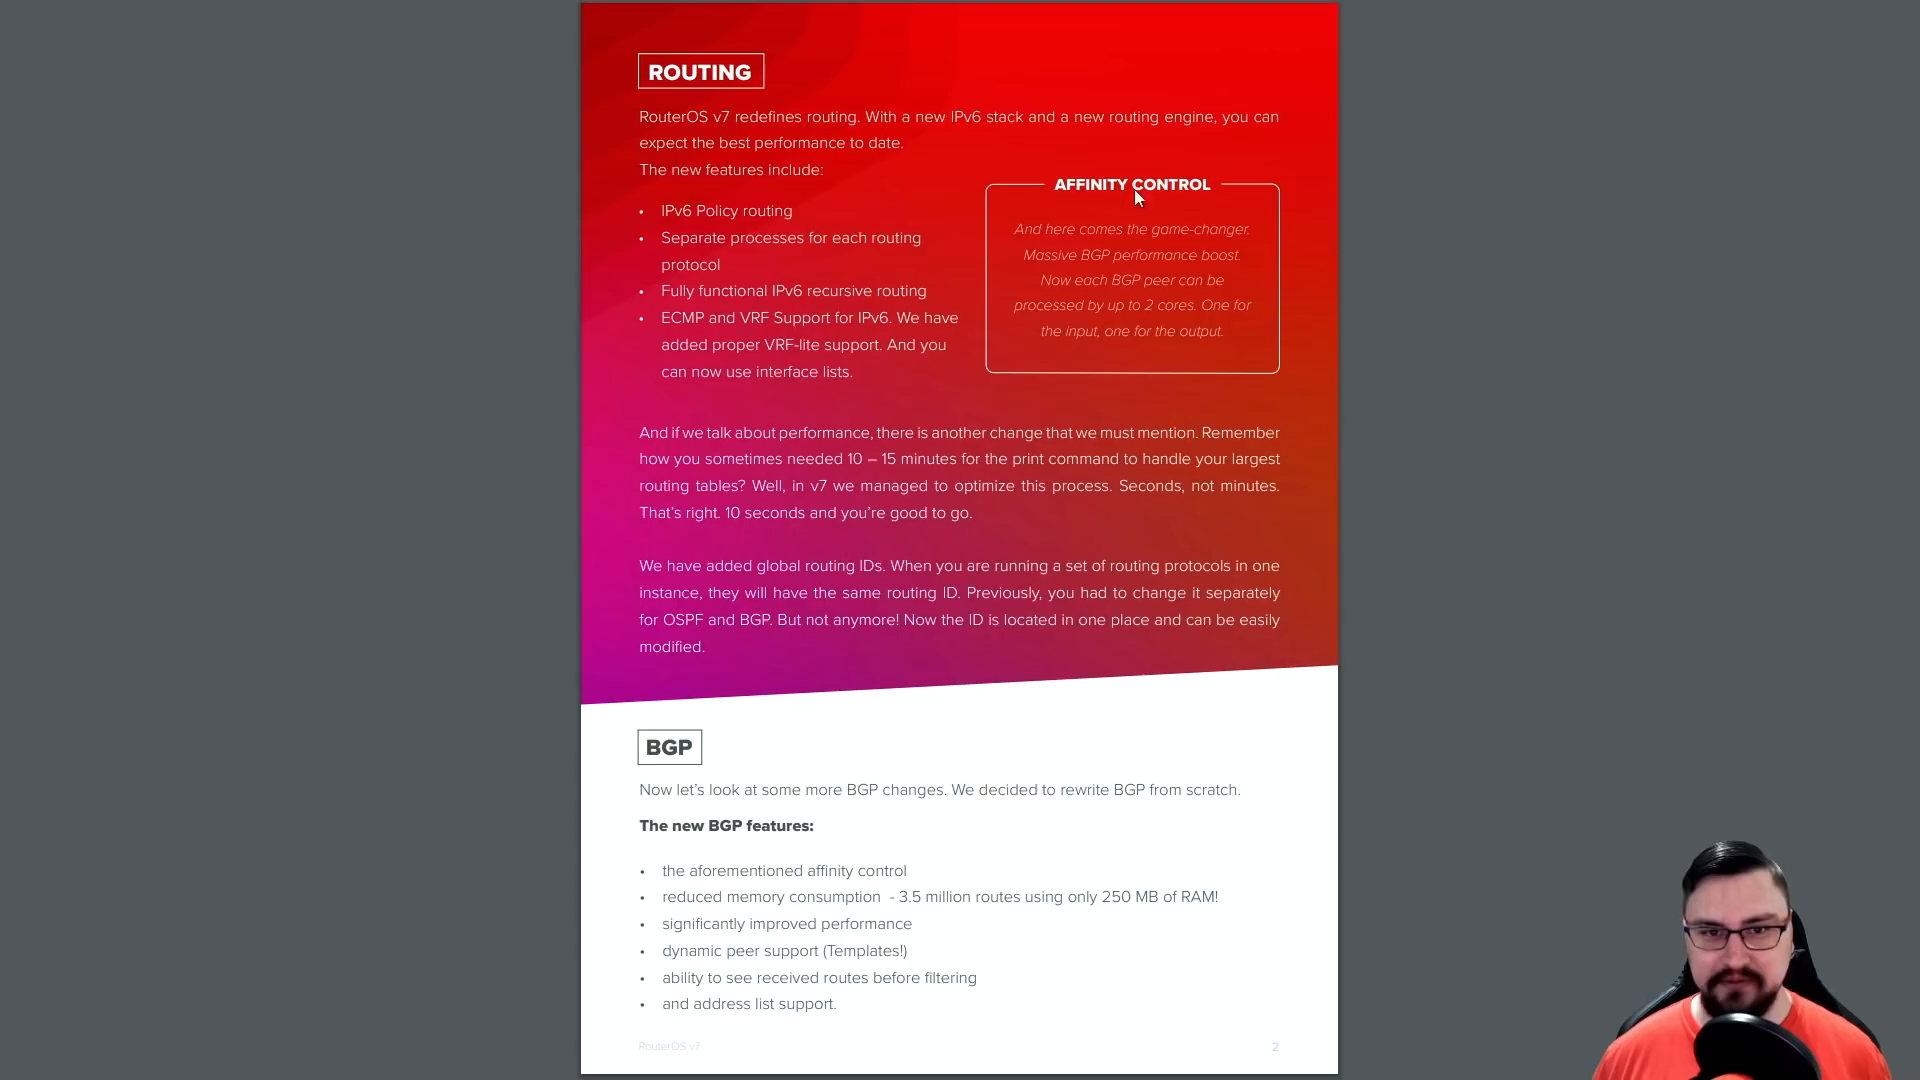 ROUTING
RouterOS v7 redefines routing. With a new IPv6 stack and a new routing engine, you can
expect the best performance to date.
The new features include:
• IPv6 Policy routing
• Separate processes for each routing
protocol
• Fully functional IPv6 recursive routing
• ECMP and VRF Support for IPv6. We have
added proper VRF-lite support. And you
can now use interface lists.
AFFINITY CONTROL
And here comes the game-changer.
Massive BGP performance boost.
Now each BGP peer can be
processed by up to 2 cores. One for
the input, one for the output.
And if we talk about performance, there is another change that we must mention. Remember
how you sometimes needed 10 – 15 minutes for the print command to handle your largest
routing tables? Well, in v7 we managed to optimize this process. Seconds, not minutes.
That's right. 10 seconds and you're good to go.
We have added global routing IDs. When you are running a set of routing protocols in one
instance, they will have the same routing ID. Previously, you had to change it separately
for OSPF and BGP. But not anymore! Now the ID is located in one place and can be easily
modified.
BGP
Now let's look at some more BGP changes. We decided to rewrite BGP from scratch.
The new BGP features:
• the aforementioned affinity control
• reduced memory consumption - 3.5 million routes using only 250 MB of RAM!
• significantly improved performance
• dynamic peer support (Templates!)
• ability to see received routes before filtering
• and address list support.
RouterOS v7
2